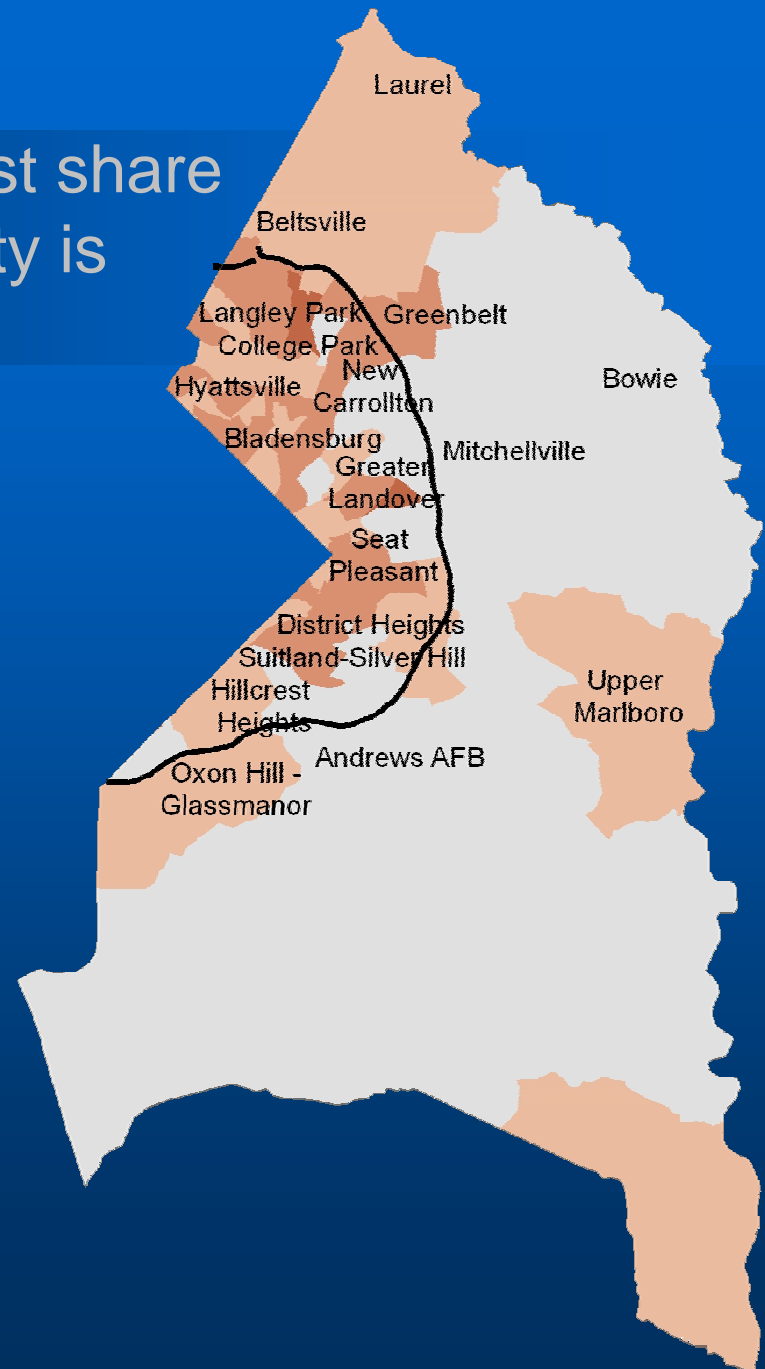 Laurel
st share
ty is
Beltsville
Langley Park
Greenbelt
College Park
New
Carrollton
Bowie
Hyattsville
Bladensburg
Mitchellville
Greater
Landover
Seat
Pleasant
District Heights
Suitland-Silver Hill
Hillcrest
Heights
Upper
Marlboro
Andrews AFB
Oxon Hill -
Glassmanor